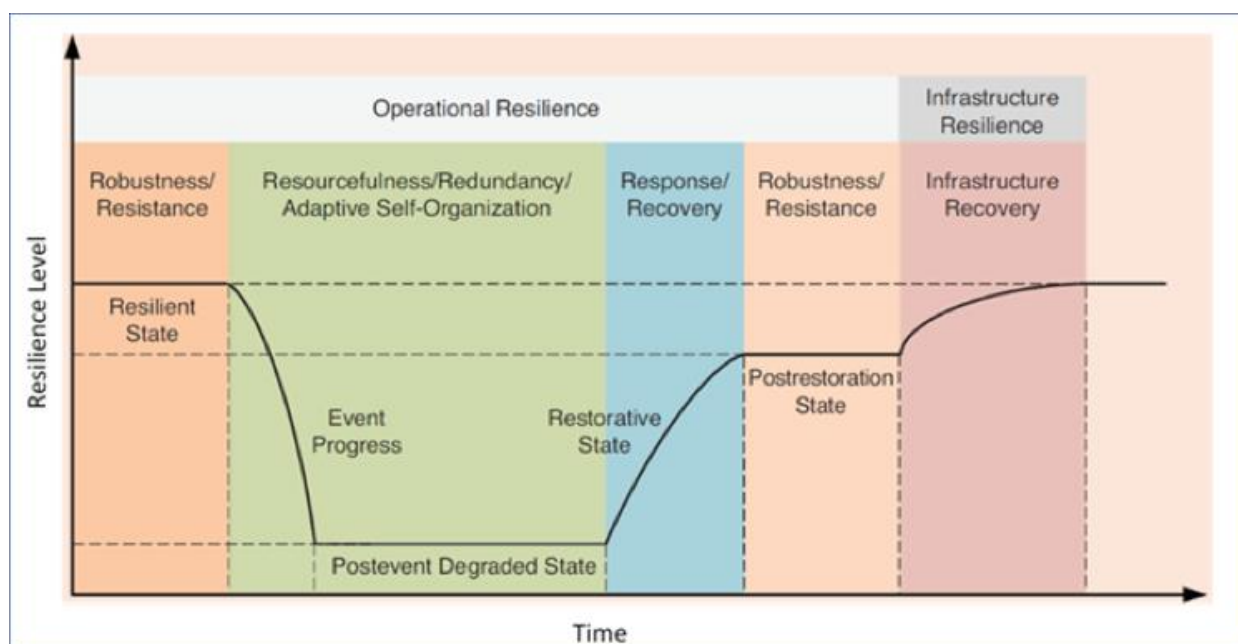 Operational Resilience
Infrastructure
Resilience
Robustness/
Resistance
Resourcefulness/Redundancy/
Adaptive Self-Organization
Response/
Recovery
Robustness/
Resistance
Infrastructure
Recovery
Resilience Level
Resilient
State
Event
Progress
Restorative
State
Postrestoration
State
Postevent Degraded State
Time